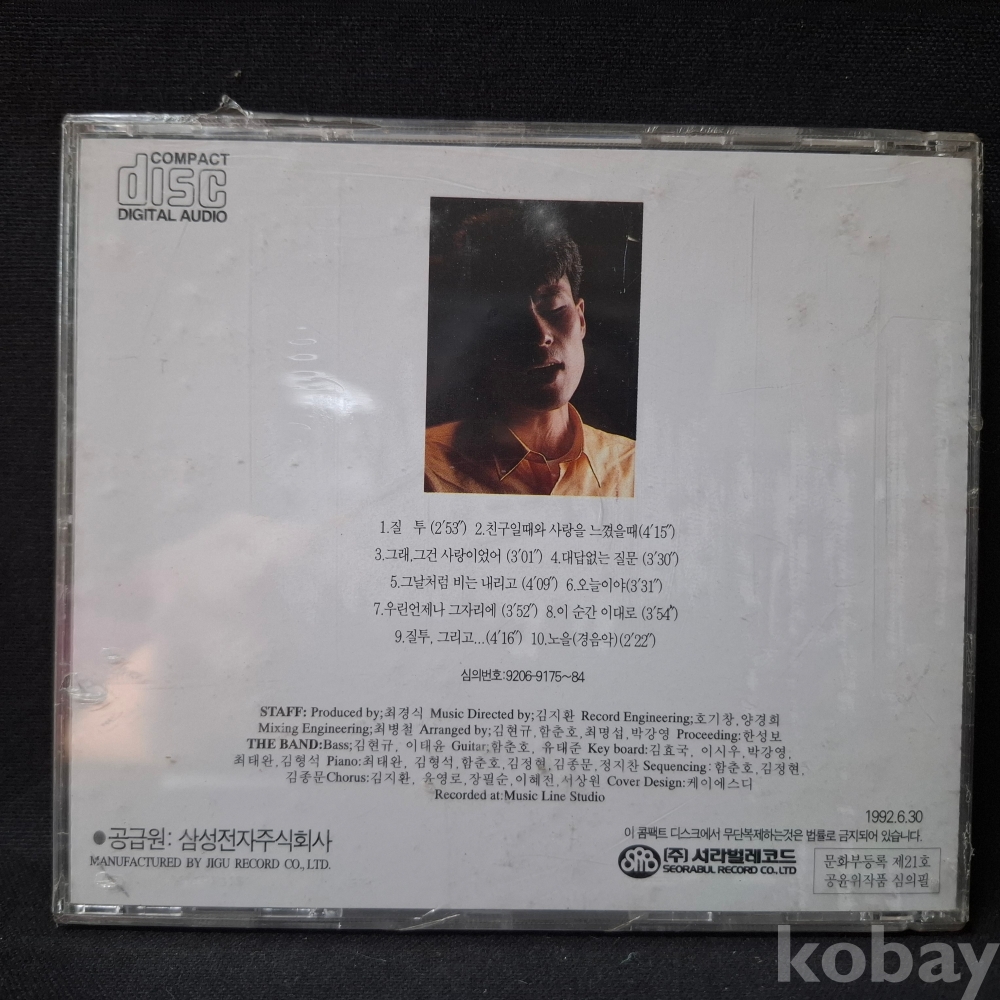 COMPACT
disc
DIGITAL AUDIO
1.질 투 (2'53") 2.친구일때와 사랑을 느꼈을때(4'15")
3.그래,그건 사랑이었어 (3'01") 4.대답없는 질문 (3'30")
5.그날처럼 비는 내리고 (4'09") 6.오늘이야(3'31")
7.우린언제나 그자리에 (3'52") 8.이 순간 이대로 (3'54")
9.질투, 그리고...(4'16") 10.노을(경음악)(2'22")
심의번호:9206-9175~84
STAFF: Produced by;최경식 Music Directed by;김지환 Record Engineering;호기창,양경희
Mixing Engineering;최병철 Arranged by;김현규,함춘호,최명섭,박강영 Proceeding:한성보
THE BAND:Bass;김현규, 이태윤 Guitar;함춘호, 유태준 Key board:김효국, 이시우,박강영,
최태완,김형석 Piano:최태완, 김형석,함춘호,김정현,김종문,정지찬 Sequencing:함춘호,김정현,
김종문Chorus:김지환, 윤영로,장필순,이혜전,서상원 Cover Design:케이에스디
Recorded at:Music Line Studio
●공급원: 삼성전자주식회사
MANUFACTURED BY JIGU RECORD CO., LTD.
1992.6.30
이 콤팩트 디스크에서 무단복제하는것은 법률로 금지되어 있습니다.
SRB (주) 서라벌레코드
SEORABUL RECORD CO.LTD
문화부등록 제21호
공윤위작품 심의필
kobay